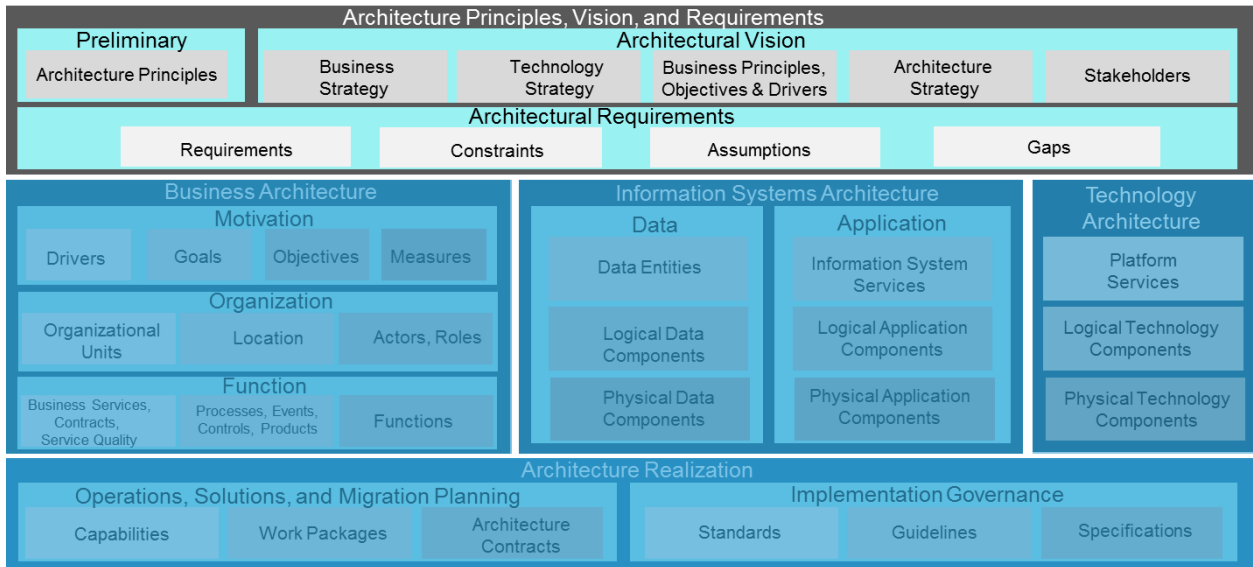 Architecture Principles, Vision, and Requirements
Preliminary
Architecture Principles
Architectural Vision
Business
Strategy
Technology
Strategy
Business Principles,
Objectives & Drivers
Architecture
Strategy
Stakeholders
Architectural Requirements
Requirements
Constraints
Assumptions
Gaps
Business Architecture
Motivation
Drivers
Goals
Objectives
Measures
Organization
Organizational
Units
Location
Actors, Roles
Function
Business Services,
Contracts,
Service Quality
Processes, Events,
Controls, Products
Functions
Information Systems Architecture
Data
Data Entities
Logical Data
Components
Physical Data
Components
Application
Information System
Services
Logical Application
Components
Physical Application
Components
Technology
Architecture
Platform
Services
Logical Technology
Components
Physical Technology
Components
Architecture Realization
Operations, Solutions, and Migration Planning
Capabilities
Work Packages
Architecture
Contracts
Implementation Governance
Standards
Guidelines
Specifications